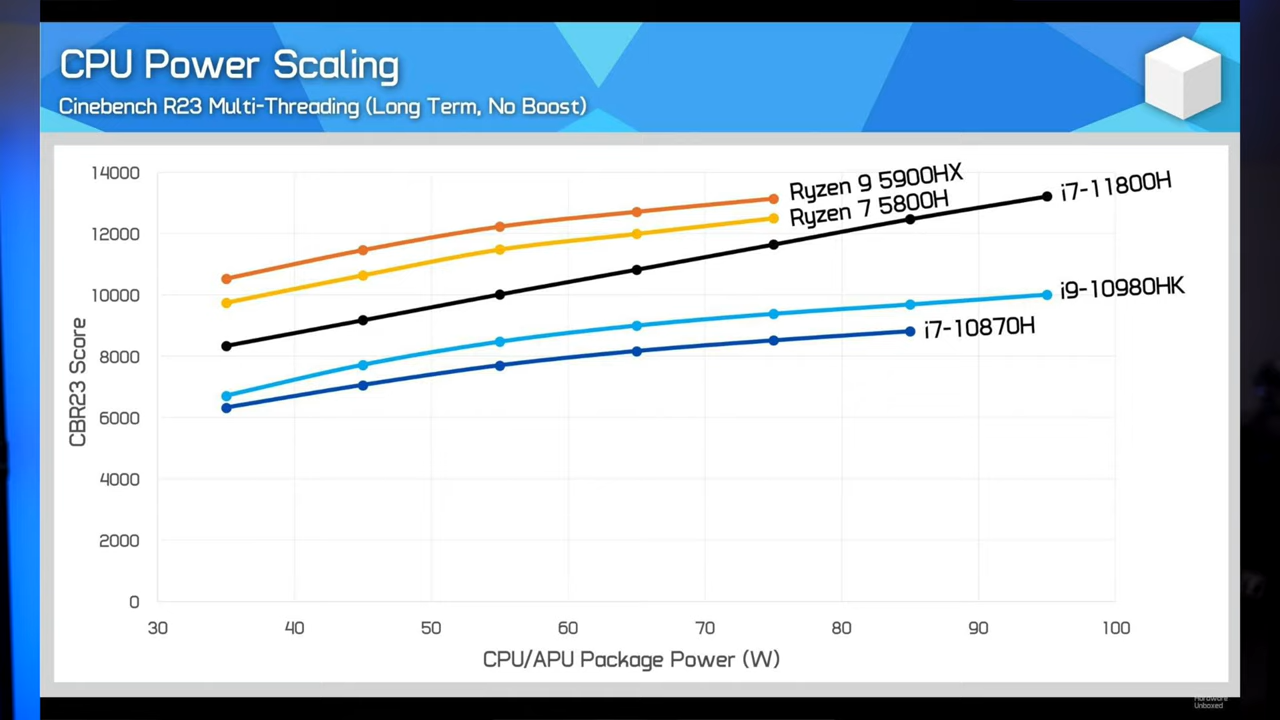 CPU Power Scaling
Cinebench R23 Multi-Threading (Long Term, No Boost)
14000
12000
10000
8000
6000
4000
2000
0
CBR23 Score
Ryzen 9 5900HX
Ryzen 7 5800H
i7-11800H
i9-10980HK
i7-10870H
30
40
50
60
70
80
90
100
CPU/APU Package Power (W)
Hardware
Unboxed